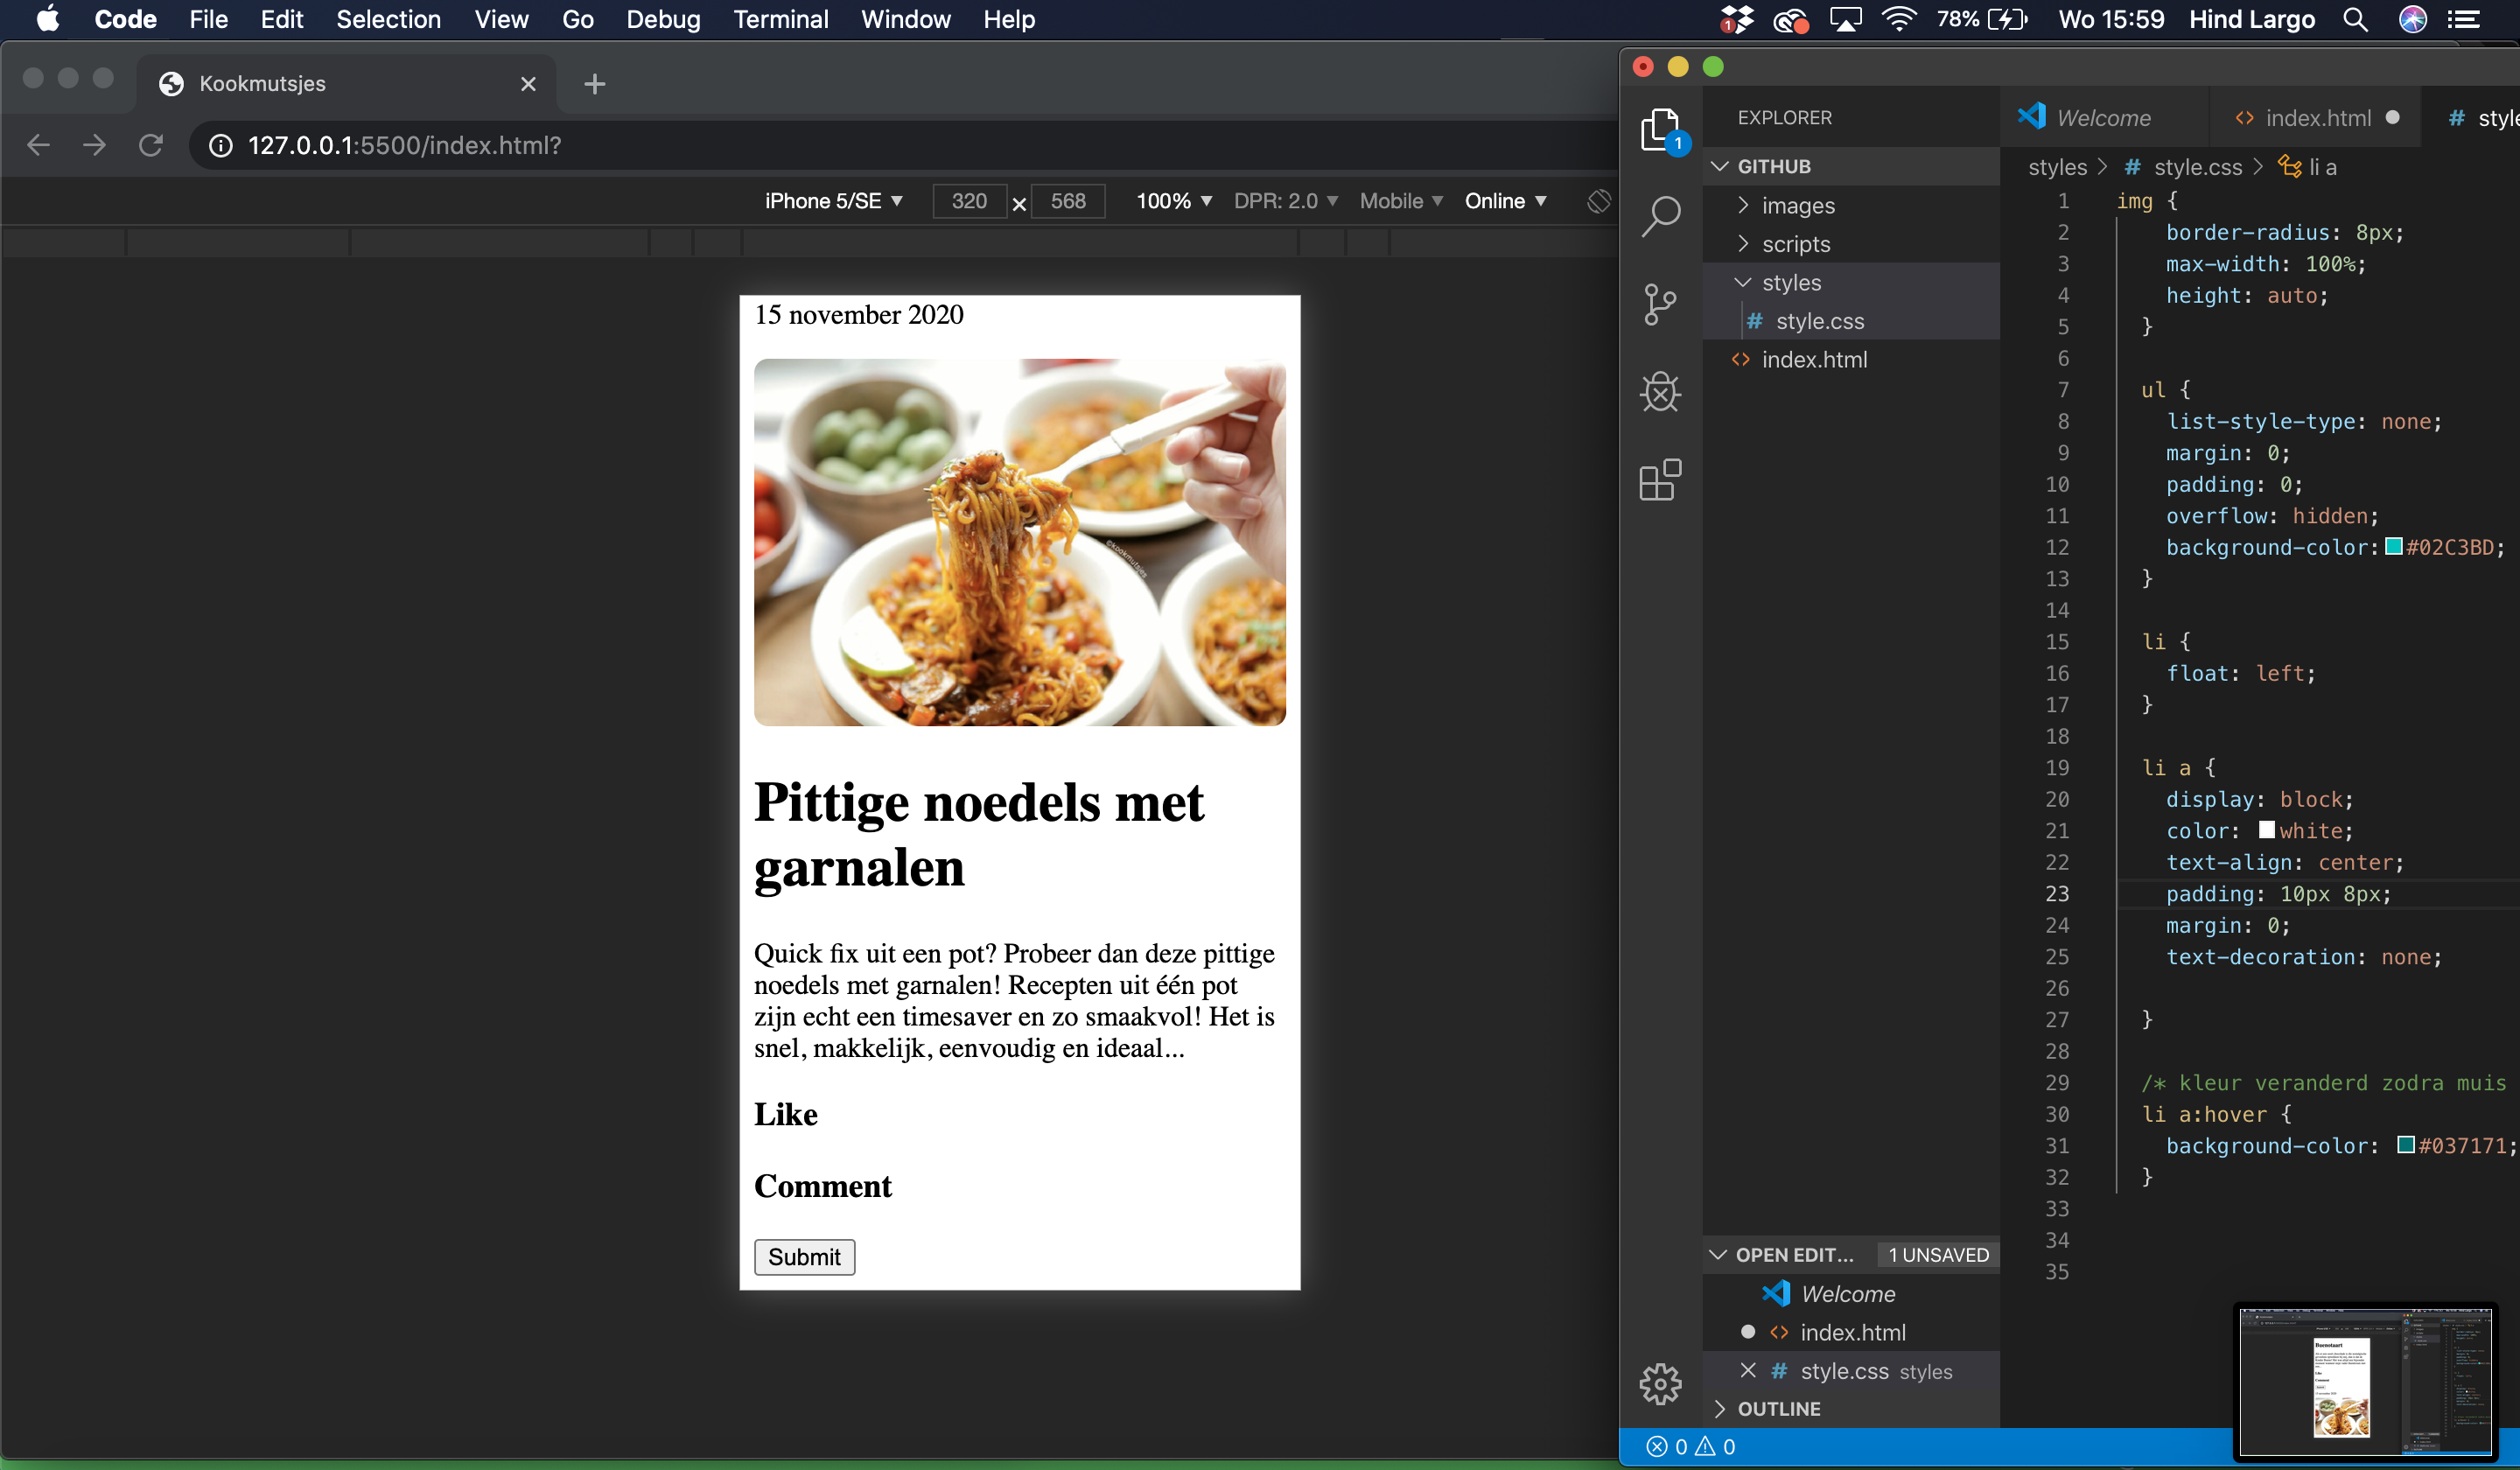 Code File Edit Selection View Go Debug Terminal Window Help
1 78% Wo 15:59 Hind Largo
Kookmutsjes
127.0.0.1:5500/index.html?
iPhone 5/SE ▼ 320 × 568 100% ▼ DPR: 2.0 ▼ Mobile ▼ Online ▼
15 november 2020
©kookmutsjes
Pittige noedels met
garnalen
Quick fix uit een pot? Probeer dan deze pittige
noedels met garnalen! Recepten uit één pot
zijn echt een timesaver en zo smaakvol! Het is
snel, makkelijk, eenvoudig en ideaal...
Like
Comment
Submit
1
EXPLORER
GITHUB
images
scripts
styles
# style.css
<> index.html
OPEN EDIT... 1 UNSAVED
Welcome
<> index.html
# style.css styles
OUTLINE
0 0
Welcome <> index.html # style
styles > # style.css > li a
1 img {
2 border-radius: 8px;
3 max-width: 100%;
4 height: auto;
5 }
6
7 ul {
8 list-style-type: none;
9 margin: 0;
10 padding: 0;
11 overflow: hidden;
12 background-color: #02C3BD;
13 }
14
15 li {
16 float: left;
17 }
18
19 li a {
20 display: block;
21 color: white;
22 text-align: center;
23 padding: 10px 8px;
24 margin: 0;
25 text-decoration: none;
26
27 }
28
29 /* kleur veranderd zodra muis
30 li a:hover {
31 background-color: #037171;
32 }
33
34
35